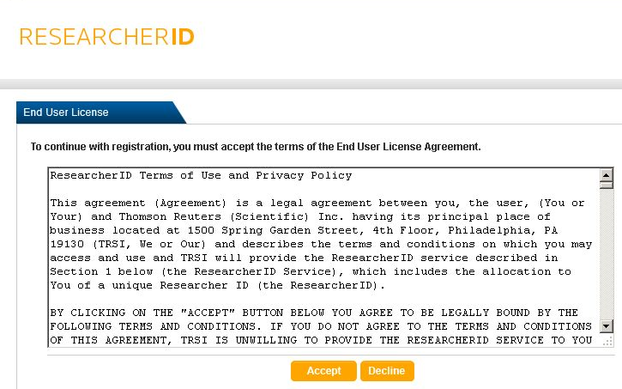 RESEARCHERID
End User License
To continue with registration, you must accept the terms of the End User License Agreement.
ResearcherID Terms of Use and Privacy Policy
This agreement (Agreement) is a legal agreement between you, the user, (You or
Your) and Thomson Reuters (Scientific) Inc. having its principal place of
business located at 1500 Spring Garden Street, 4th Floor, Philadelphia, PA
19130 (TRSI, We or Our) and describes the terms and conditions on which you may
access and use and TRSI will provide the ResearcherID service described in
Section 1 below (the ResearcherID Service), which includes the allocation to
You of a unique Researcher ID (the ResearcherID).
BY CLICKING ON THE "ACCEPT" BUTTON BELOW YOU AGREE TO BE LEGALLY BOUND BY THE
FOLLOWING TERMS AND CONDITIONS. IF YOU DO NOT AGREE TO THE TERMS AND CONDITIONS
OF THIS AGREEMENT, TRSI IS UNWILLING TO PROVIDE THE RESEARCHERID SERVICE TO YOU
Accept Decline